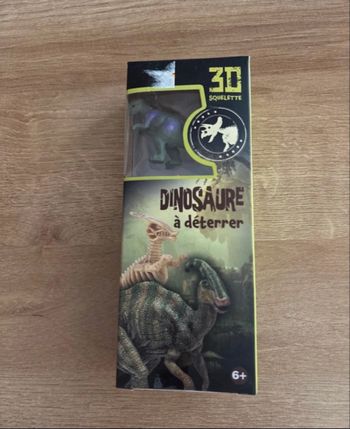 3D
SQUELETTE
DINOSAURE
à déterrer
6+